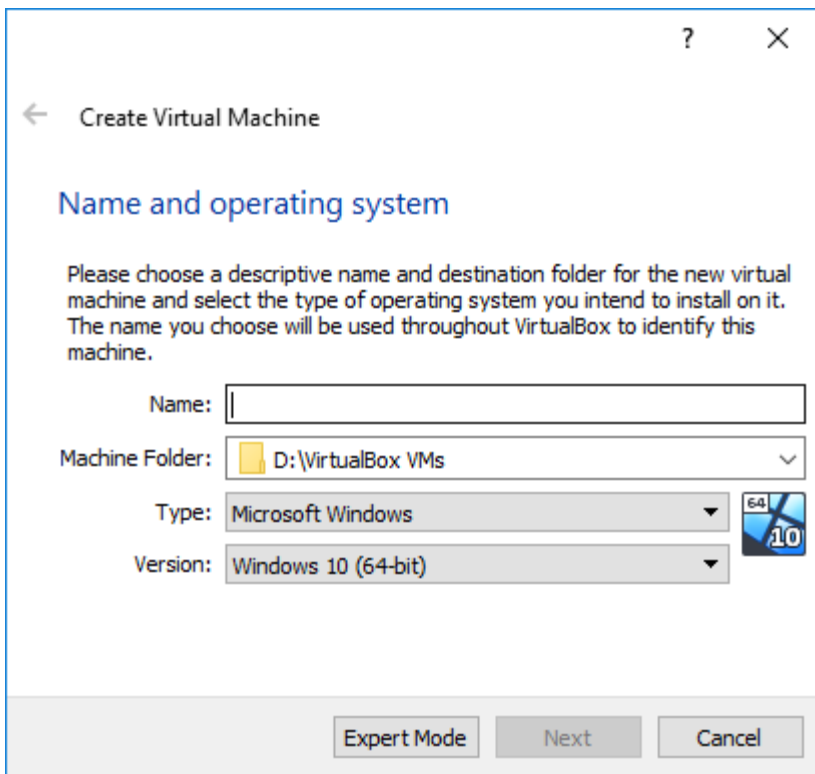 ?
Create Virtual Machine
Name and operating system
Please choose a descriptive name and destination folder for the new virtual
machine and select the type of operating system you intend to install on it.
The name you choose will be used throughout VirtualBox to identify this
machine.
Name:
Machine Folder: D:\VirtualBox VMs
Type: Microsoft Windows
64
10
Version: Windows 10 (64-bit)
Expert Mode Next Cancel